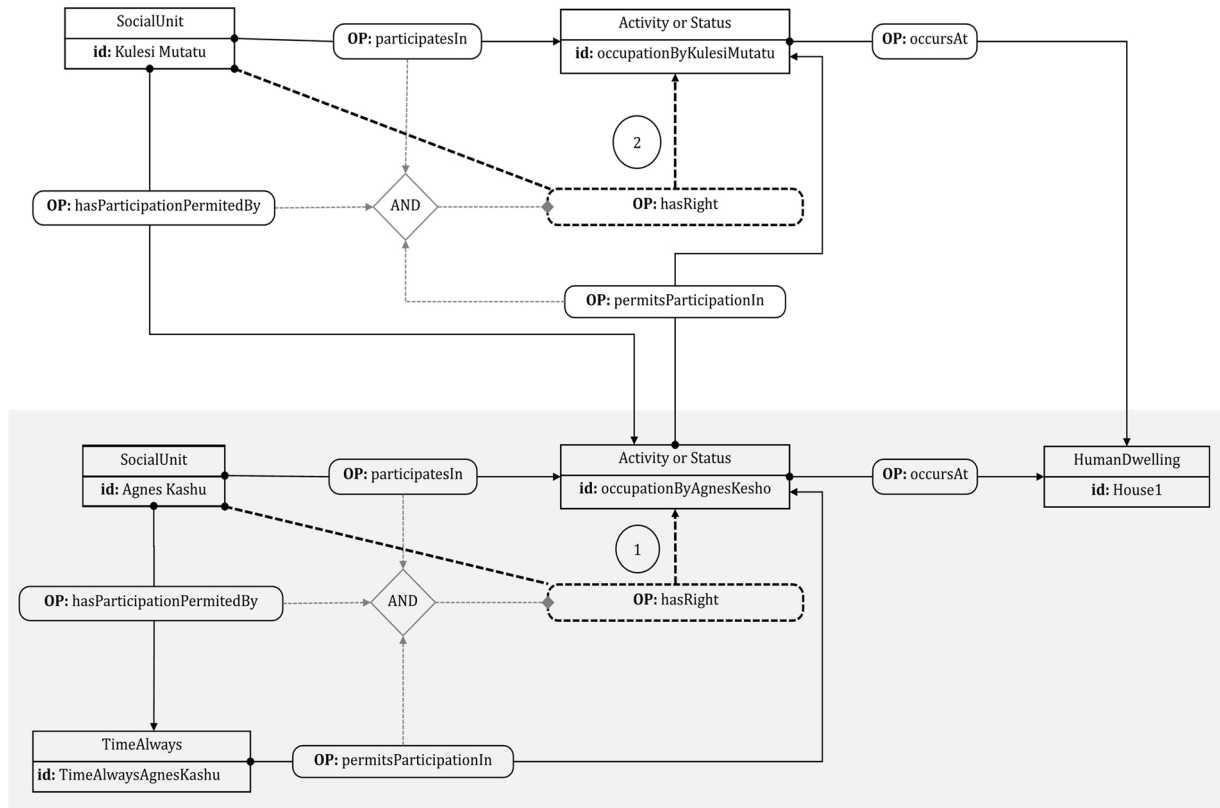 SocialUnit
id: Kulesi Mutatu
OP: participatesIn
Activity or Status
id: occupationByKulesiMutatu
OP: occursAt
2
OP: hasParticipationPermitedBy
AND
OP: hasRight
OP: permitsParticipationIn
SocialUnit
id: Agnes Kashu
OP: participatesIn
Activity or Status
id: occupationByAgnesKesho
OP: occursAt
HumanDwelling
id: House1
1
OP: hasParticipationPermitedBy
AND
OP: hasRight
TimeAlways
id: TimeAlwaysAgnesKashu
OP: permitsParticipationIn